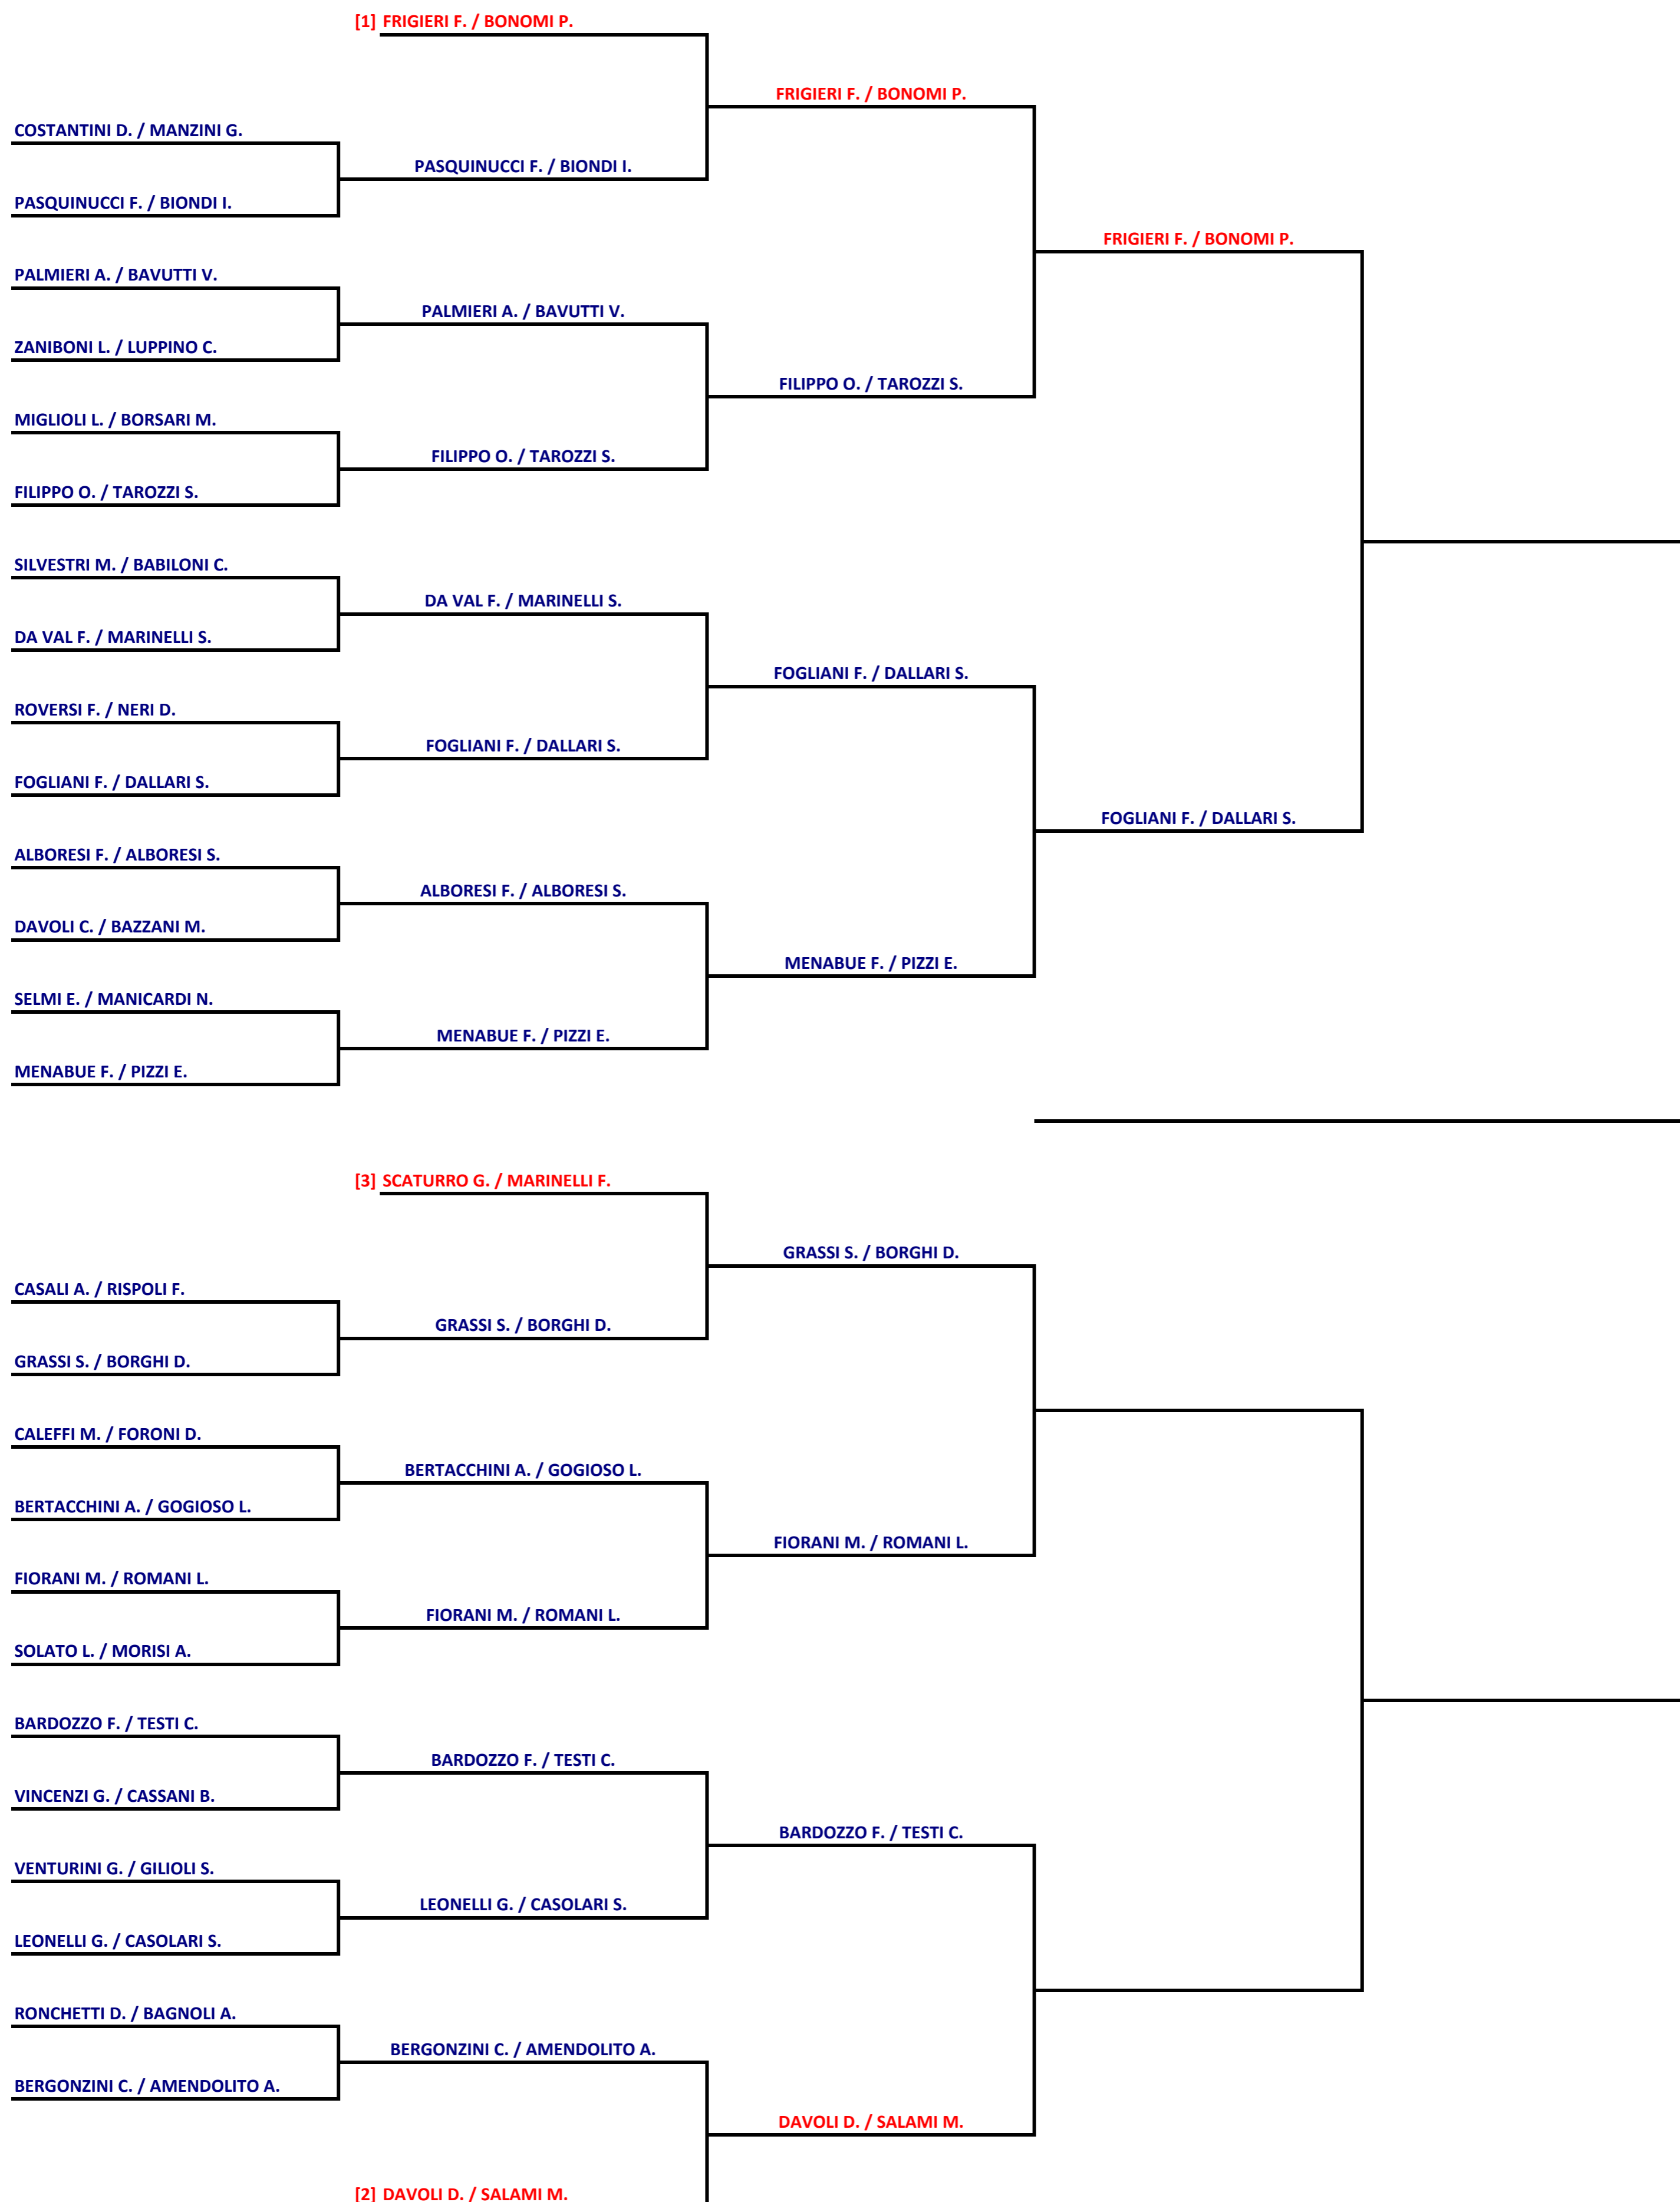 [1] FRIGIERI F. / BONOMI P.
FRIGIERI F. / BONOMI P.
COSTANTINI D. / MANZINI G.
PASQUINUCCI F. / BIONDI I.
PASQUINUCCI F. / BIONDI I.
FRIGIERI F. / BONOMI P.
PALMIERI A. / BAVUTTI V.
PALMIERI A. / BAVUTTI V.
ZANIBONI L. / LUPPINO C.
FILIPPO O. / TAROZZI S.
MIGLIOLI L. / BORSARI M.
FILIPPO O. / TAROZZI S.
FILIPPO O. / TAROZZI S.
SILVESTRI M. / BABILONI C.
DA VAL F. / MARINELLI S.
DA VAL F. / MARINELLI S.
FOGLIANI F. / DALLARI S.
ROVERSI F. / NERI D.
FOGLIANI F. / DALLARI S.
FOGLIANI F. / DALLARI S.
FOGLIANI F. / DALLARI S.
ALBORESI F. / ALBORESI S.
ALBORESI F. / ALBORESI S.
DAVOLI C. / BAZZANI M.
MENABUE F. / PIZZI E.
SELMI E. / MANICARDI N.
MENABUE F. / PIZZI E.
MENABUE F. / PIZZI E.
[3] SCATURRO G. / MARINELLI F.
GRASSI S. / BORGHI D.
CASALI A. / RISPOLI F.
GRASSI S. / BORGHI D.
GRASSI S. / BORGHI D.
CALEFFI M. / FORONI D.
BERTACCHINI A. / GOGIOSO L.
BERTACCHINI A. / GOGIOSO L.
FIORANI M. / ROMANI L.
FIORANI M. / ROMANI L.
FIORANI M. / ROMANI L.
SOLATO L. / MORISI A.
BARDOZZO F. / TESTI C.
BARDOZZO F. / TESTI C.
VINCENZI G. / CASSANI B.
BARDOZZO F. / TESTI C.
VENTURINI G. / GILIOLI S.
LEONELLI G. / CASOLARI S.
LEONELLI G. / CASOLARI S.
RONCHETTI D. / BAGNOLI A.
BERGONZINI C. / AMENDOLITO A.
BERGONZINI C. / AMENDOLITO A.
DAVOLI D. / SALAMI M.
[2] DAVOLI D. / SALAMI M.